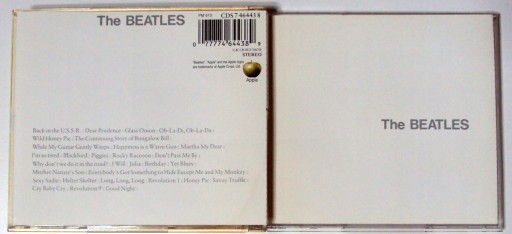 The BEATLES
PM 613
CDS 7 46443 8
0 77774 64438 9
STEREO
Apple
Back in the U.S.S.R. · Dear Prudence · Glass Onion · Ob-La-Di, Ob-La-Da ·
Wild Honey Pie · The Continuing Story of Bungalow Bill ·
While My Guitar Gently Weeps · Happiness is a Warm Gun · Martha My Dear ·
I'm so tired · Blackbird · Piggies · Rocky Raccoon · Don't Pass Me By ·
Why don't we do it in the road? · I Will · Julia · Birthday · Yer Blues ·
Mother Nature's Son · Everybody's Got Something to Hide Except Me and My Monkey ·
Sexy Sadie · Helter Skelter · Long, Long, Long · Revolution 1 · Honey Pie · Savoy Truffle ·
Cry Baby Cry · Revolution 9 · Good Night ·
The BEATLES